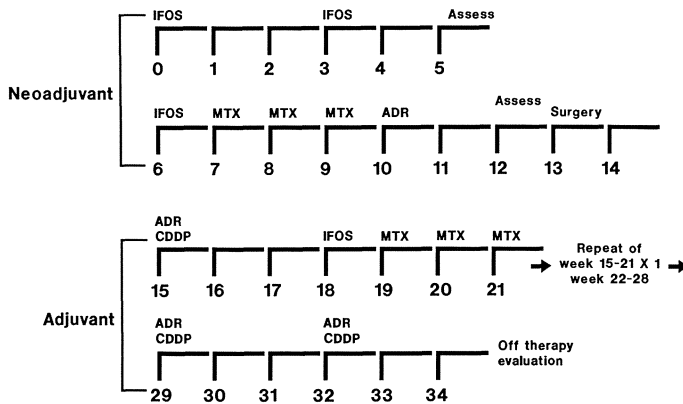 IFOS IFOS Assess
0 1 2 3 4 5
Neoadjuvant
IFOS MTX MTX MTX ADR Assess Surgery
6 7 8 9 10 11 12 13 14
ADR
CDDP IFOS MTX MTX MTX
15 16 17 18 19 20 21
Repeat of
week 15-21 X 1
week 22-28
Adjuvant
ADR ADR
CDDP CDDP
29 30 31 32 33 34
Off therapy
evaluation